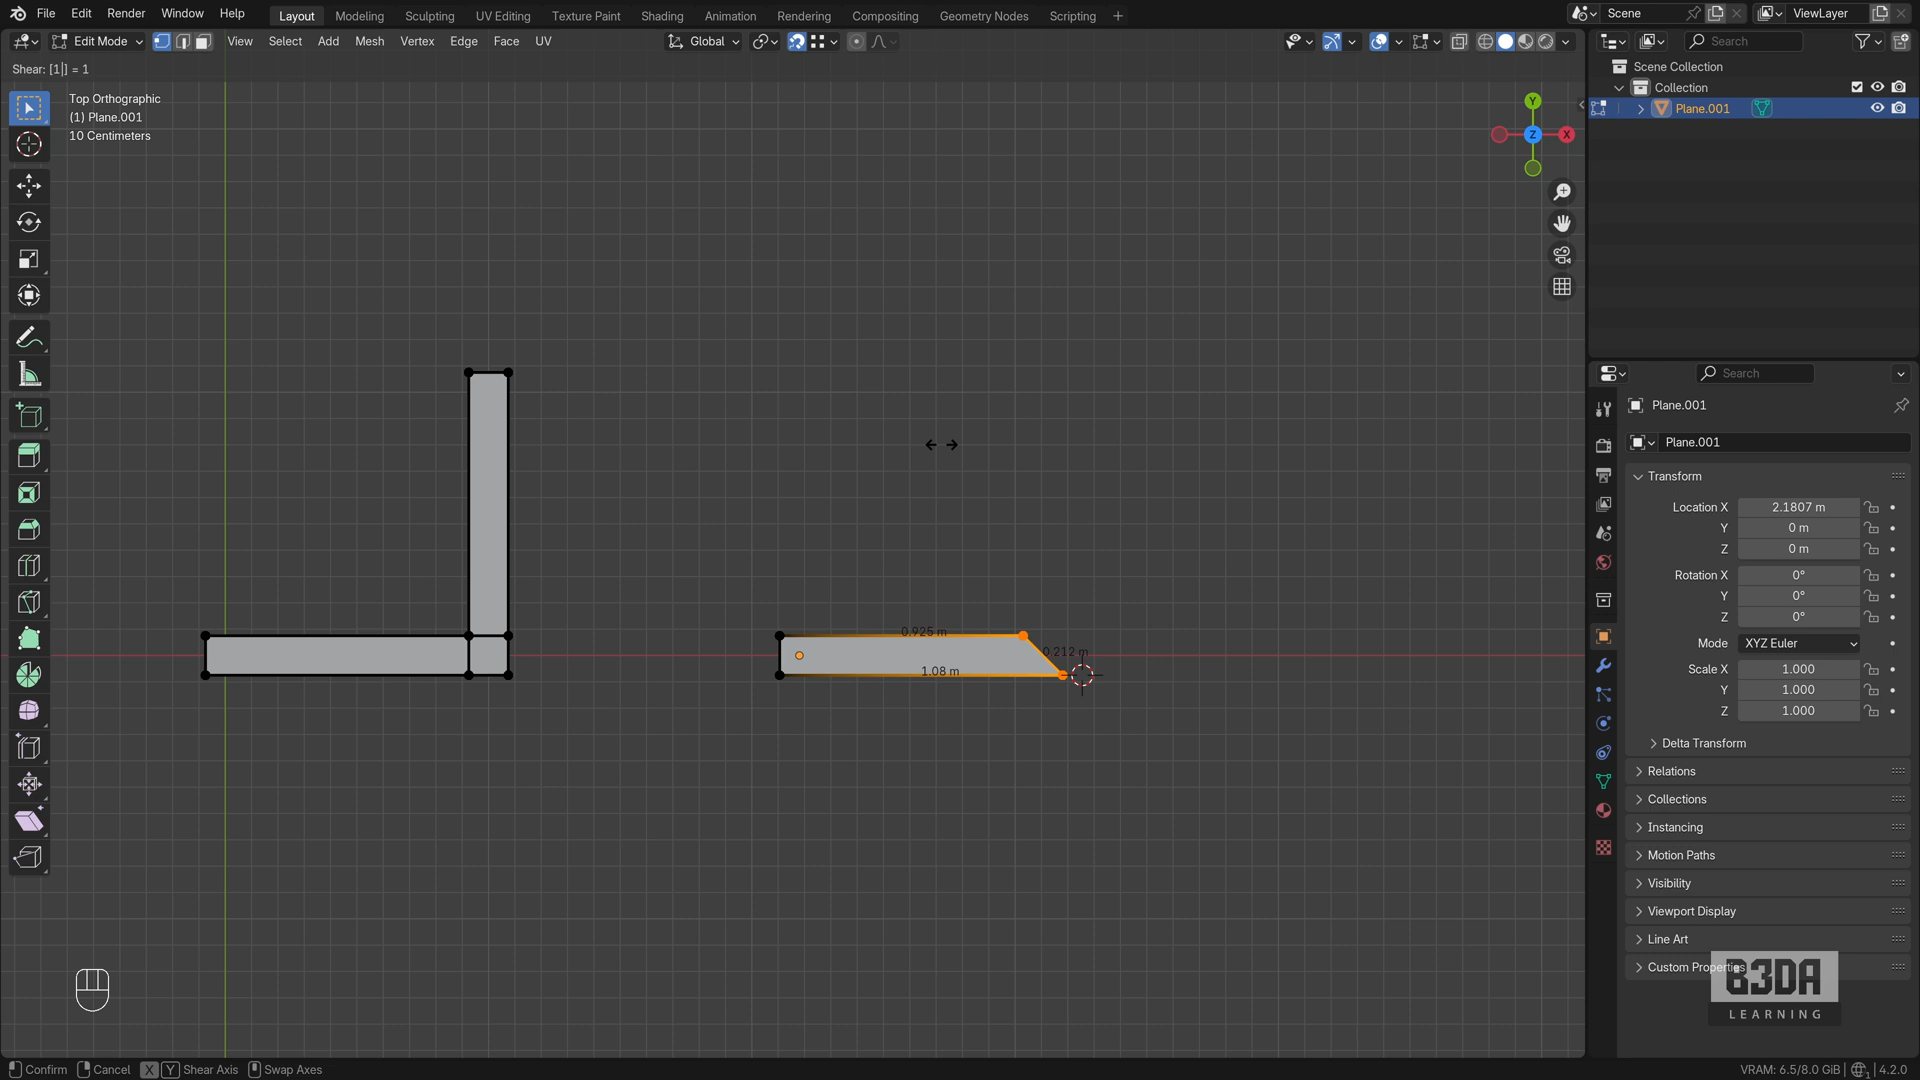 File Edit Render Window Help Layout Modeling Sculpting UV Editing Texture Paint Shading Animation Rendering Compositing Geometry Nodes Scripting + Scene ViewLayer
Edit Mode View Select Add Mesh Vertex Edge Face UV Global Search
Shear: [1|] = 1
Top Orthographic
(1) Plane.001
10 Centimeters
Y
Z
X
Scene Collection
Collection
Plane.001
Search
Plane.001
Plane.001
Transform
Location X 2.1807 m
Y 0 m
Z 0 m
Rotation X 0°
Y 0°
Z 0°
Mode XYZ Euler
Scale X 1.000
Y 1.000
Z 1.000
Delta Transform
Relations
Collections
Instancing
Motion Paths
Visibility
Viewport Display
Line Art
Custom Properties
0.925 m
0.212 m
1.08 m
B3DA
LEARNING
Confirm Cancel X Y Shear Axis Swap Axes VRAM: 6.5/8.0 GiB 1 4.2.0